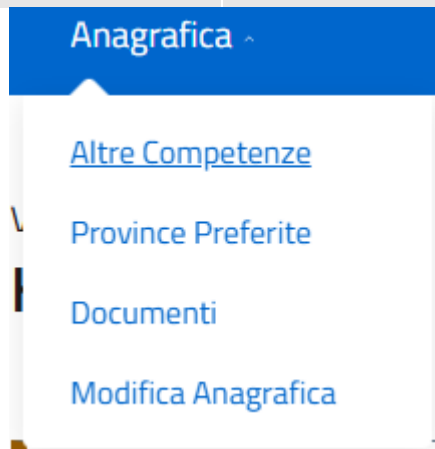 Anagrafica
Altre Competenze
Province Preferite
Documenti
Modifica Anagrafica